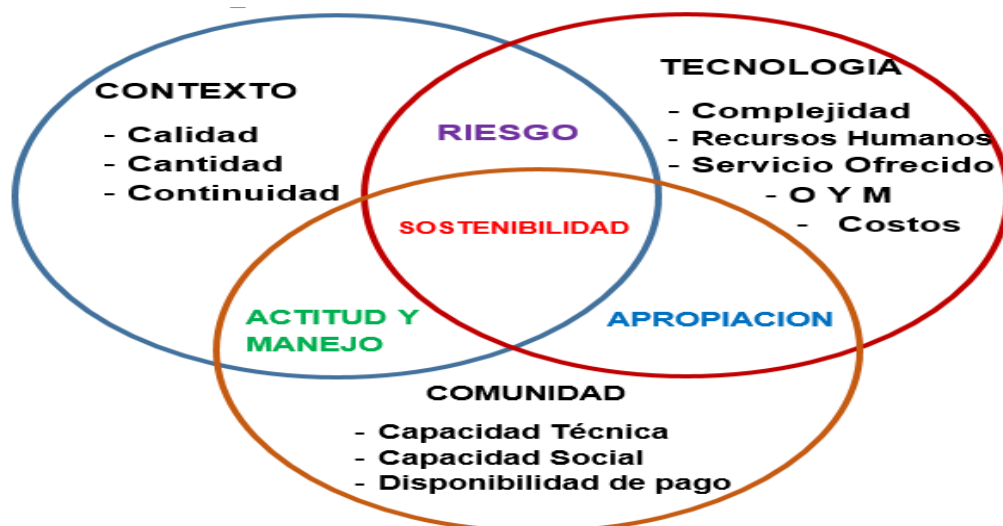 CONTEXTO
- Calidad
- Cantidad
- Continuidad
TECNOLOGIA
- Complejidad
- Recursos Humanos
- Servicio Ofrecido
- O Y M
- Costos
RIESGO
SOSTENIBILIDAD
ACTITUD Y
MANEJO
APROPIACION
COMUNIDAD
- Capacidad Técnica
- Capacidad Social
- Disponibilidad de pago